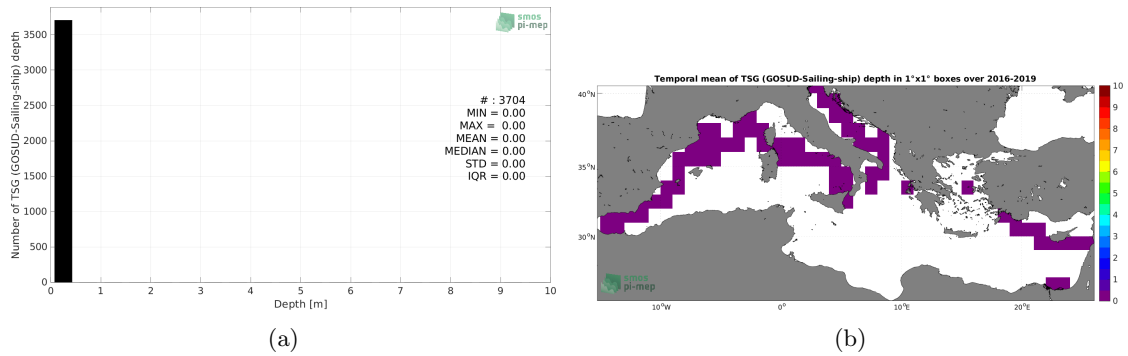 smos
pi-mep
Number of TSG (GOSUD-Sailing-ship) depth
3500
3000
2500
2000
1500
1000
500
0
# : 3704
MIN = 0.00
MAX = 0.00
MEAN = 0.00
MEDIAN = 0.00
STD = 0.00
IQR = 0.00
0 1 2 3 4 5 6 7 8 9 10
Depth [m]
(a)
Temporal mean of TSG (GOSUD-Sailing-ship) depth in 1°x1° boxes over 2016-2019
40°N
35°N
30°N
10°W 0° 10°E 20°E
smos
pi-mep
10
9
8
7
6
5
4
3
2
1
0
(b)